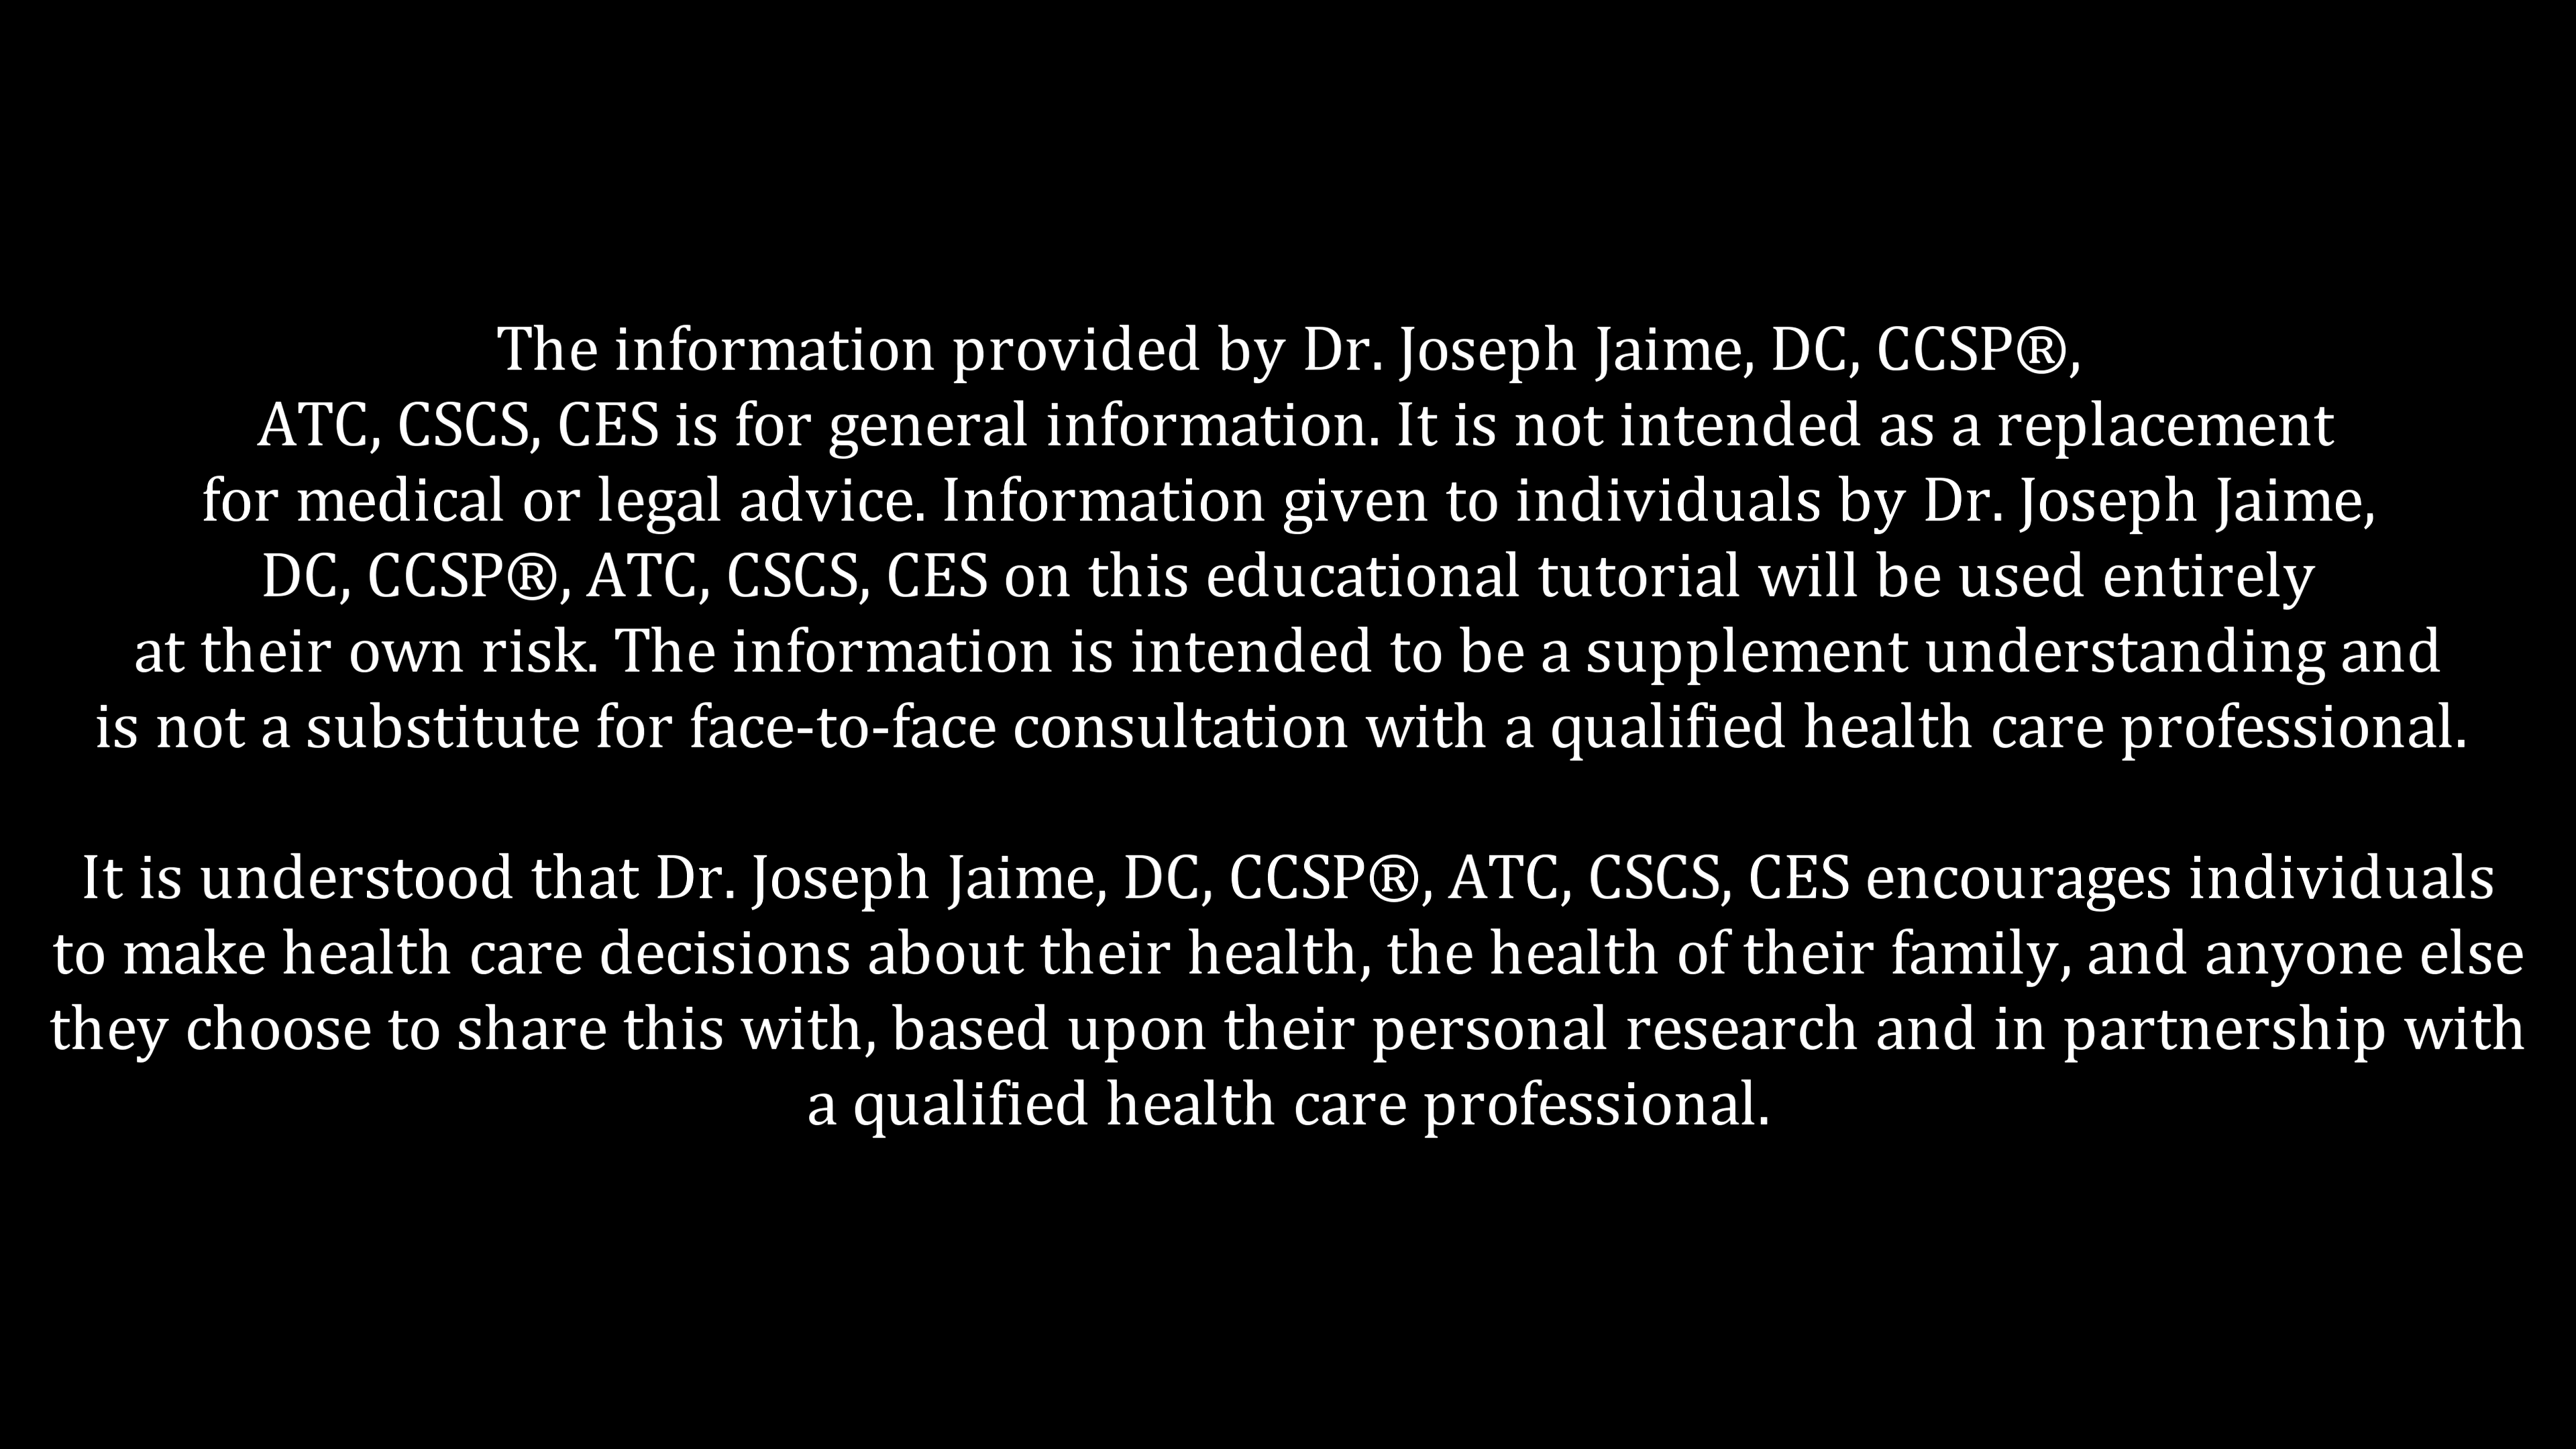 The information provided by Dr. Joseph Jaime, DC, CCSP®,
ATC, CSCS, CES is for general information. It is not intended as a replacement
for medical or legal advice. Information given to individuals by Dr. Joseph Jaime,
DC, CCSP®, ATC, CSCS, CES on this educational tutorial will be used entirely
at their own risk. The information is intended to be a supplement understanding and
is not a substitute for face-to-face consultation with a qualified health care professional.
It is understood that Dr. Joseph Jaime, DC, CCSP®, ATC, CSCS, CES encourages individuals
to make health care decisions about their health, the health of their family, and anyone else
they choose to share this with, based upon their personal research and in partnership with
a qualified health care professional.